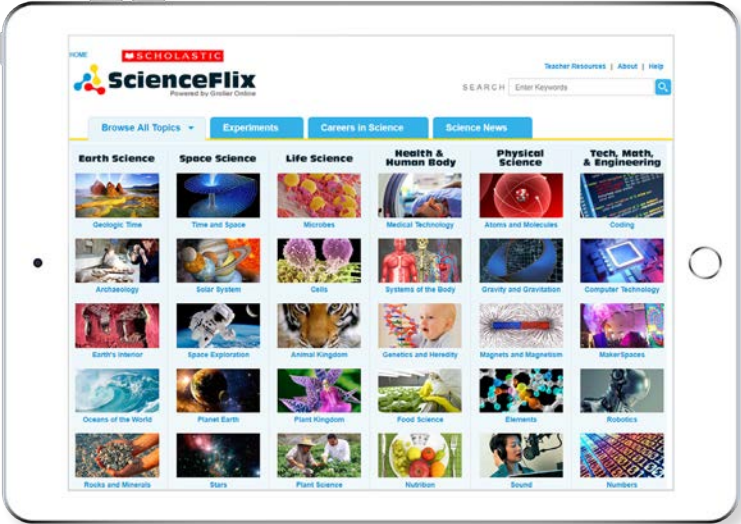 HOME
SCHOLASTIC
ScienceFlix
Powered by Grolier Online
Teacher Resources | About | Help
SEARCH Enter Keywords
Browse All Topics Experiments Careers in Science Science News
Earth Science Space Science Life Science Health & Human Body Physical Science Tech, Math, & Engineering
Geologic Time Time and Space Microbes Medical Technology Atoms and Molecules Coding
Archaeology Solar System Cells Systems of the Body Gravity and Gravitation Computer Technology
Earth's Interior Space Exploration Animal Kingdom Genetics and Heredity Magnets and Magnetism MakerSpaces
Oceans of the World Planet Earth Plant Kingdom Food Science Elements Robotics
Rocks and Minerals Stars Plant Science Nutrition Sound Numbers